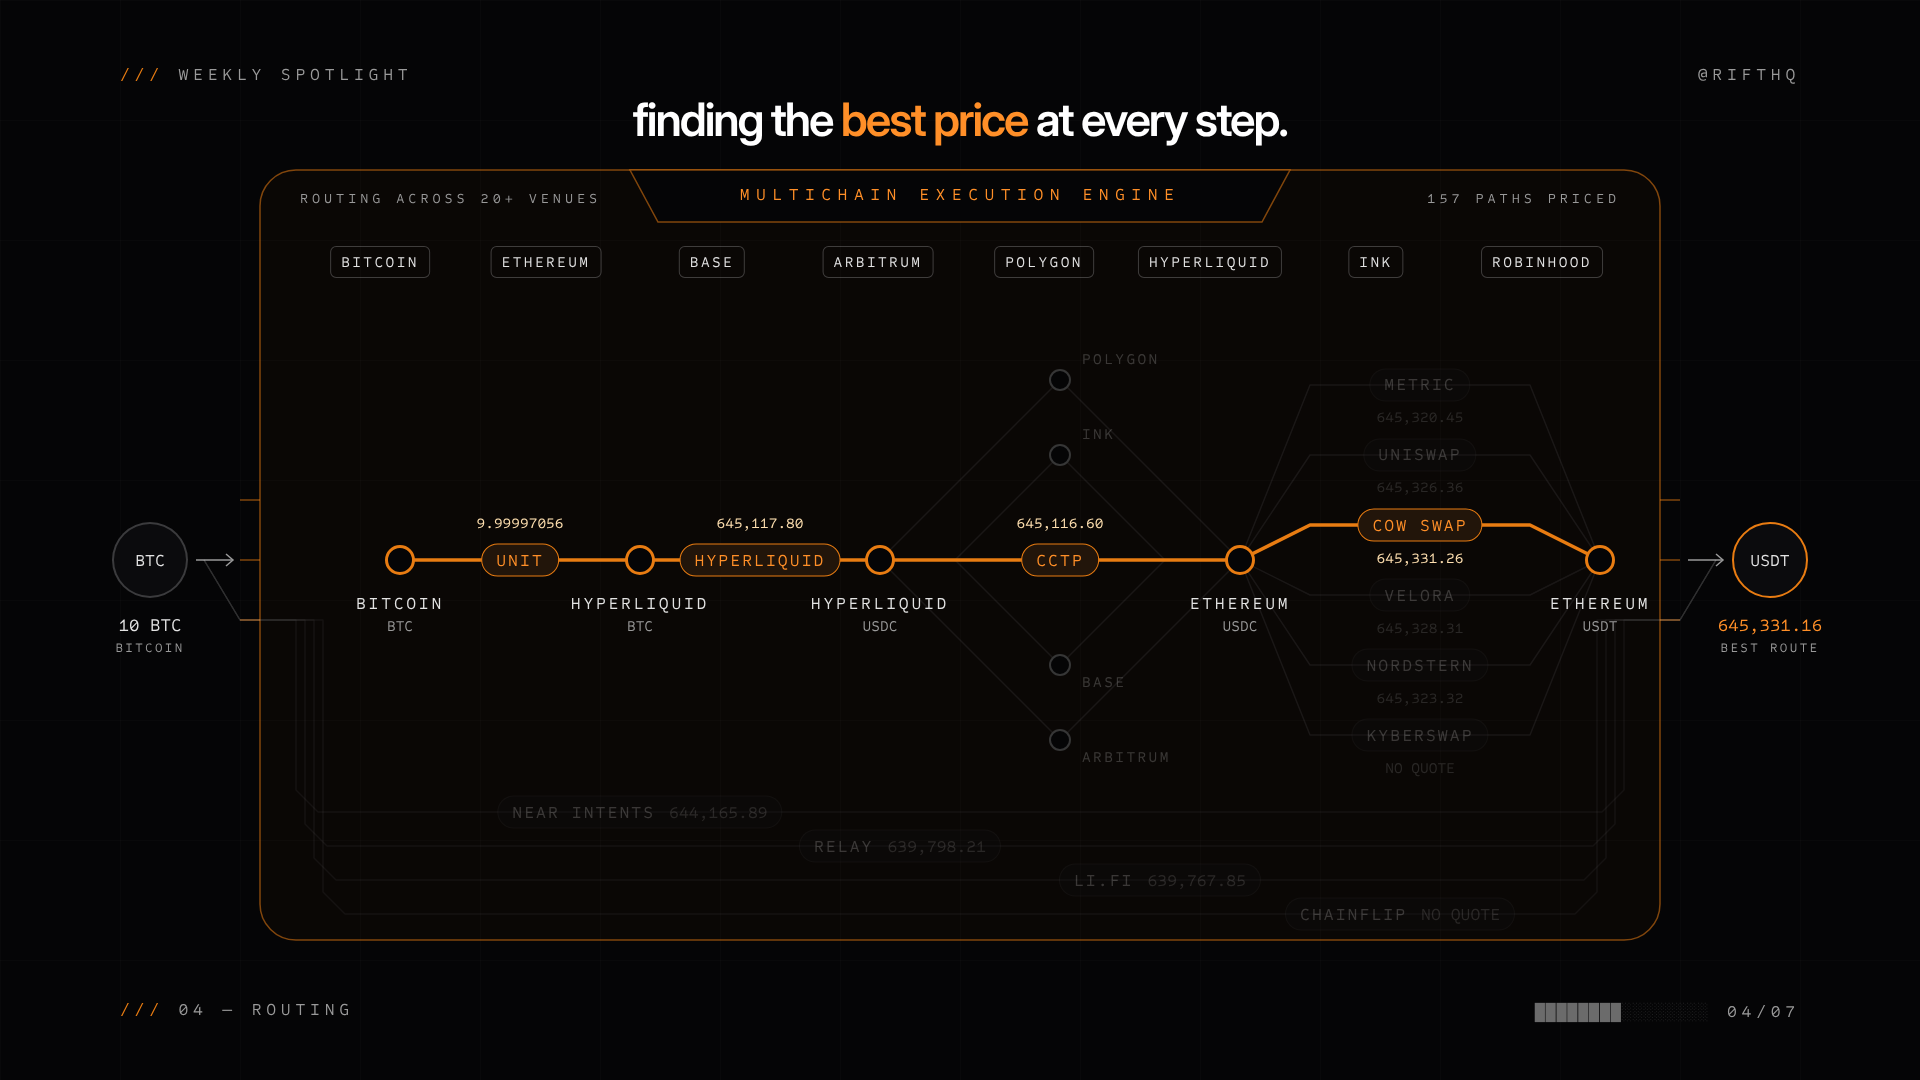 /// WEEKLY SPOTLIGHT
@RIFTHQ
finding the best price at every step.
ROUTING ACROSS 20+ VENUES
MULTICHAIN EXECUTION ENGINE
157 PATHS PRICED
BITCOIN
ETHEREUM
BASE
ARBITRUM
POLYGON
HYPERLIQUID
INK
ROBINHOOD
BTC
10 BTC
BITCOIN
BITCOIN
BTC
9.99997056
UNIT
HYPERLIQUID
BTC
645,117.80
HYPERLIQUID
HYPERLIQUID
USDC
POLYGON
INK
645,116.60
CCTP
BASE
ARBITRUM
ETHEREUM
USDC
METRIC
645,320.45
UNISWAP
645,326.36
COW SWAP
645,331.26
VELORA
645,328.31
NORDSTERN
645,323.32
KYBERSWAP
NO QUOTE
ETHEREUM
USDT
USDT
645,331.16
BEST ROUTE
NEAR INTENTS 644,165.89
RELAY 639,798.21
LI.FI 639,767.85
CHAINFLIP NO QUOTE
/// 04 — ROUTING
04/07